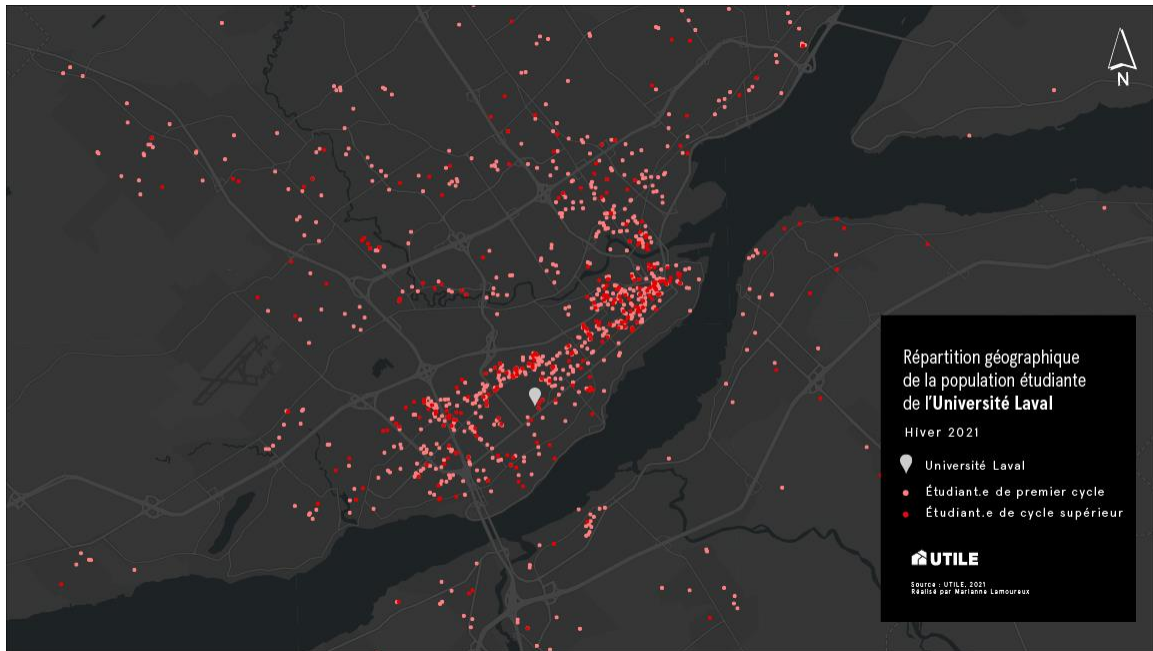 N
Répartition géographique
de la population étudiante
de l'Université Laval
Hiver 2021
Université Laval
Étudiant.e de premier cycle
Étudiant.e de cycle supérieur
UTILE
Source : UTILE, 2021
Réalisé par Marianne Lamoureux